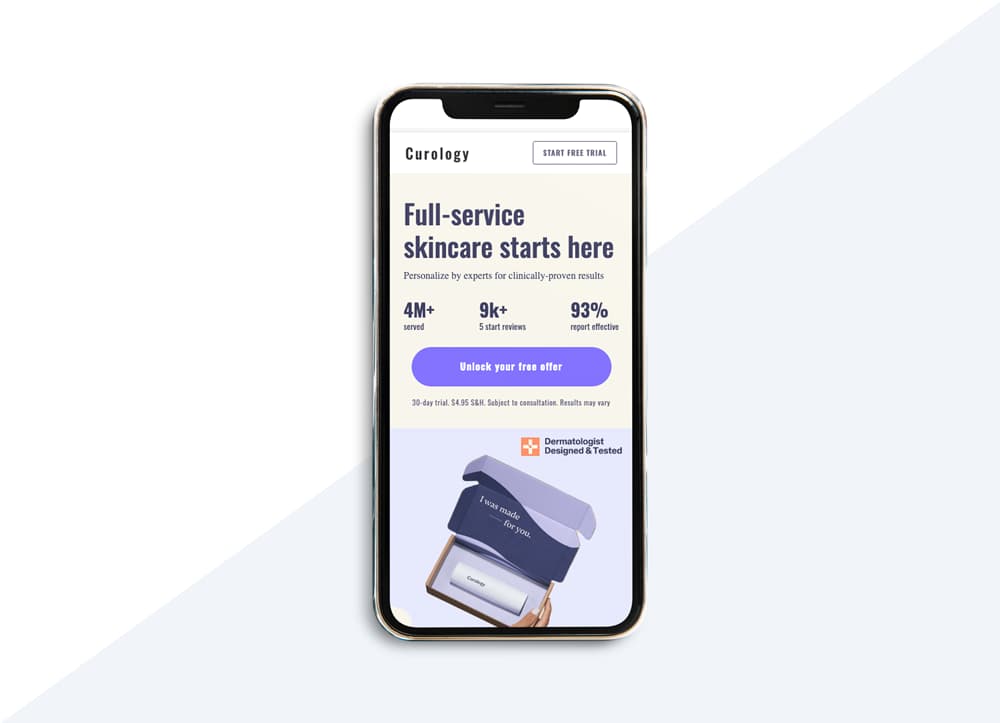 Curology
START FREE TRIAL
Full-service
skincare starts here
Personalize by experts for clinically-proven results
4M+
served
9k+
5 start reviews
93%
report effective
Unlock your free offer
30-day trial. $4.95 S&H. Subject to consultation. Results may vary
Dermatologist
Designed & Tested
I was made
for you.
Curology